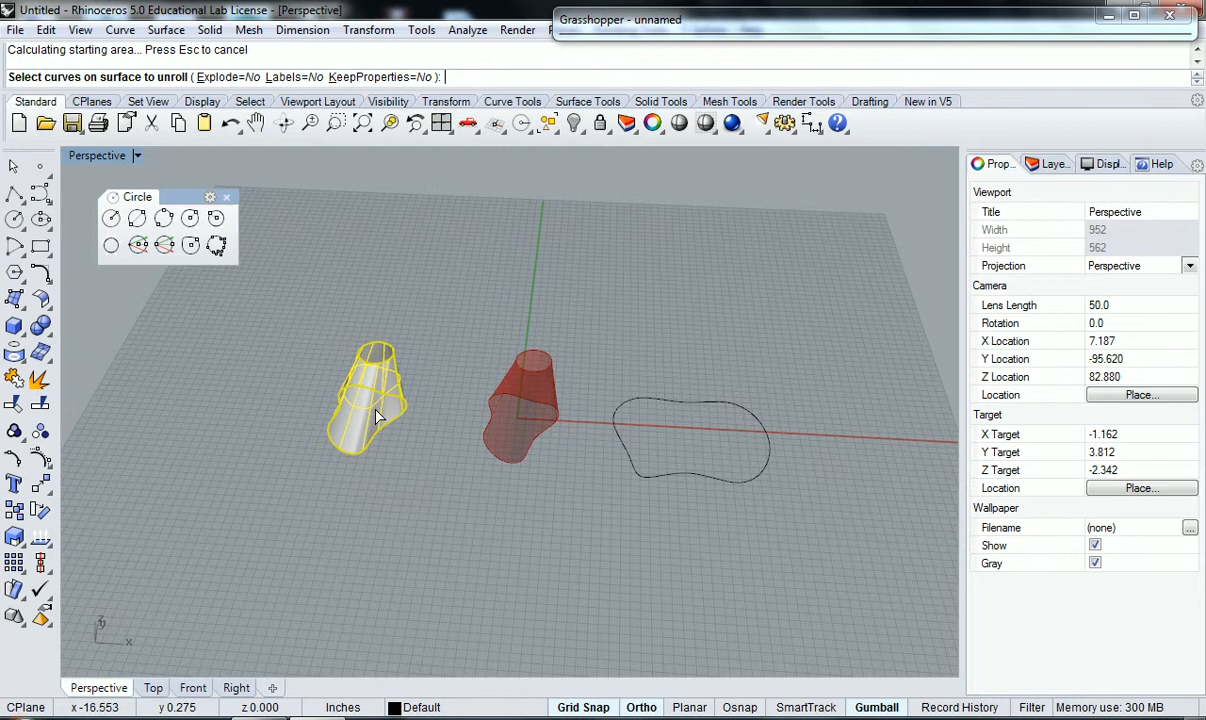 Untitled - Rhinoceros 5.0 Educational Lab License - [Perspective]
Grasshopper - unnamed
File Edit View Curve Surface Solid Mesh Dimension Transform Tools Analyze Render
Calculating starting area... Press Esc to cancel
Select curves on surface to unroll ( Explode=No Labels=No KeepProperties=No ):
Standard CPlanes Set View Display Select Viewport Layout Visibility Transform Curve Tools Surface Tools Solid Tools Mesh Tools Render Tools Drafting New in V5
Perspective
Prop... Laye... Displ... Help
Circle
Viewport
Title Perspective
Width 952
Height 562
Projection Perspective
Camera
Lens Length 50.0
Rotation 0.0
X Location 7.187
Y Location -95.620
Z Location 82.880
Location Place...
Target
X Target -1.162
Y Target 3.812
Z Target -2.342
Location Place...
Wallpaper
Filename (none) ...
Show
Gray
x
Perspective Top Front Right
CPlane x -16.553 y 0.275 z 0.000 Inches Default Grid Snap Ortho Planar Osnap SmartTrack Gumball Record History Filter Memory use: 300 MB